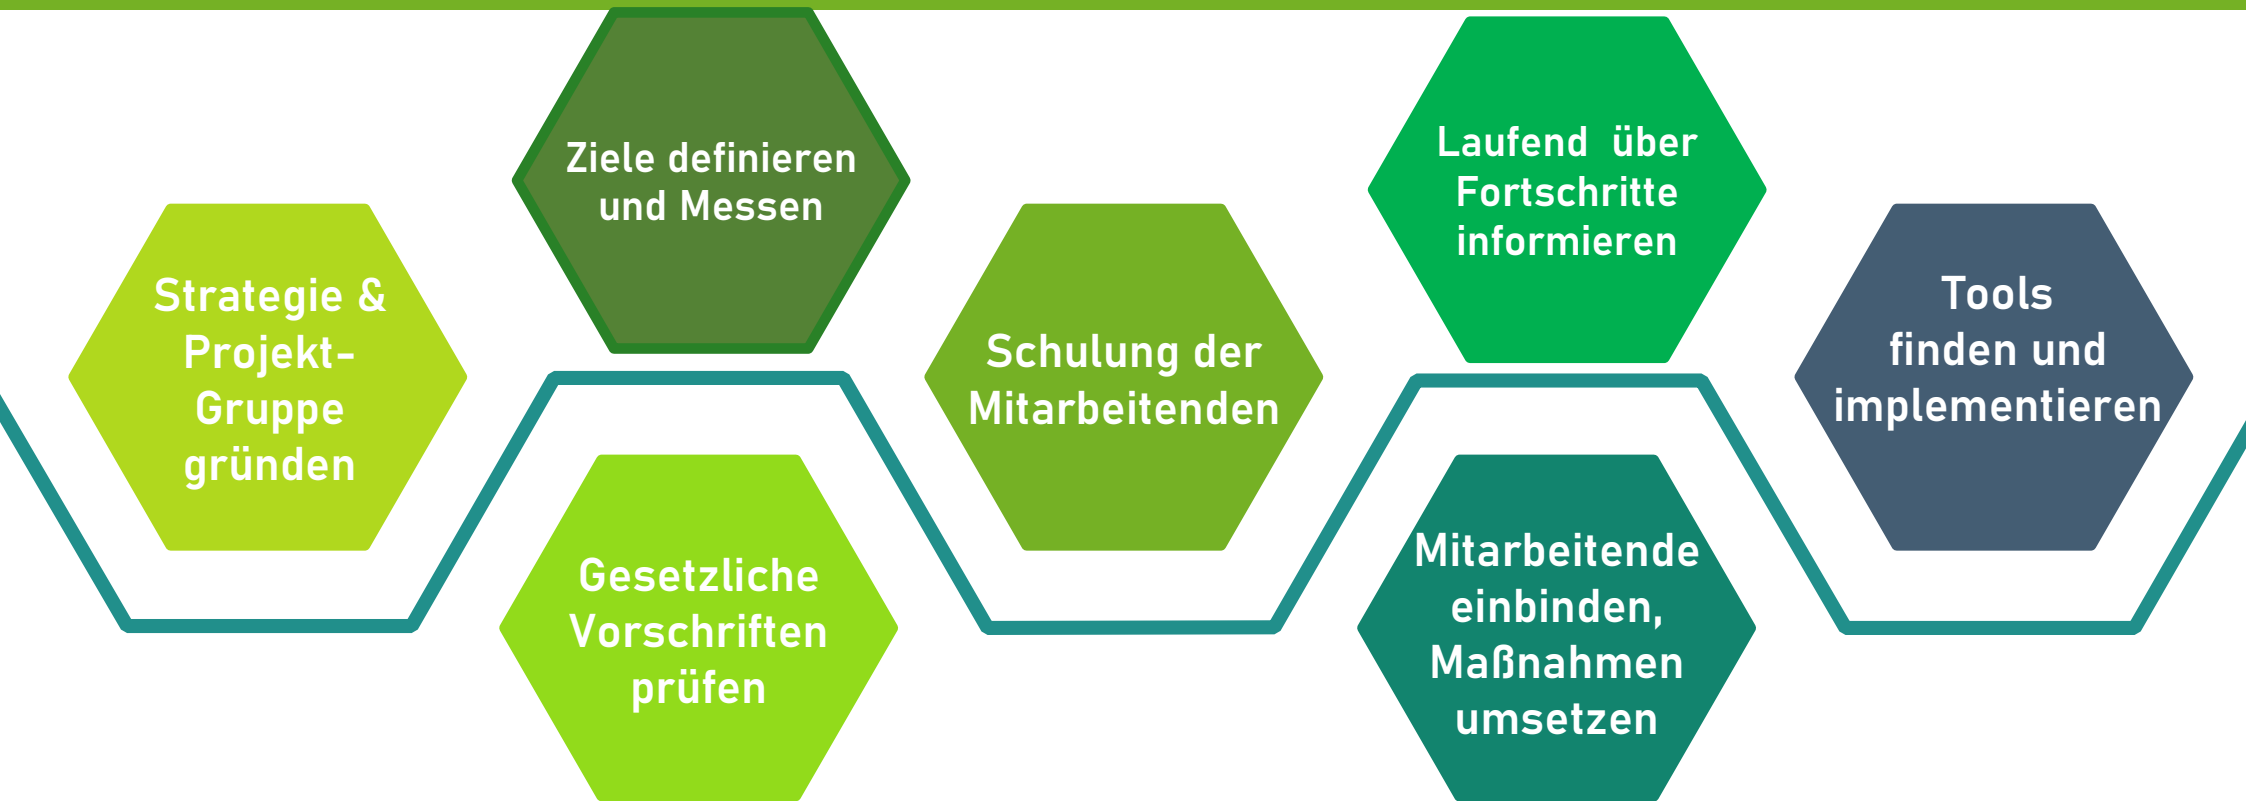 Strategie &
Projekt-
Gruppe
gründen
Ziele definieren
und Messen
Gesetzliche
Vorschriften
prüfen
Schulung der
Mitarbeitenden
Laufend über
Fortschritte
informieren
Mitarbeitende
einbinden,
Maßnahmen
umsetzen
Tools
finden und
implementieren